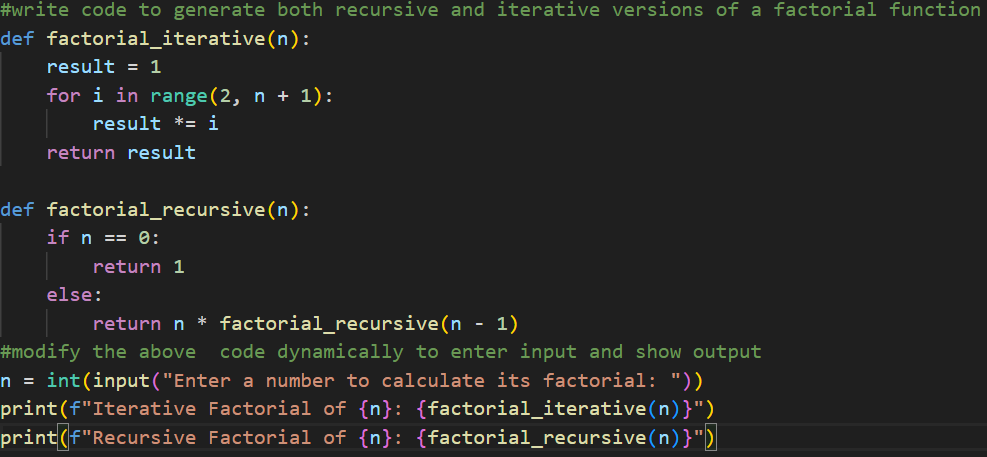 #write code to generate both recursive and iterative versions of a factorial function
def factorial_iterative(n):
    result = 1
    for i in range(2, n + 1):
        result *= i
    return result

def factorial_recursive(n):
    if n == 0:
        return 1
    else:
        return n * factorial_recursive(n - 1)
#modify the above  code dynamically to enter input and show output
n = int(input("Enter a number to calculate its factorial: "))
print(f"Iterative Factorial of {n}: {factorial_iterative(n)}")
print(f"Recursive Factorial of {n}: {factorial_recursive(n)}")